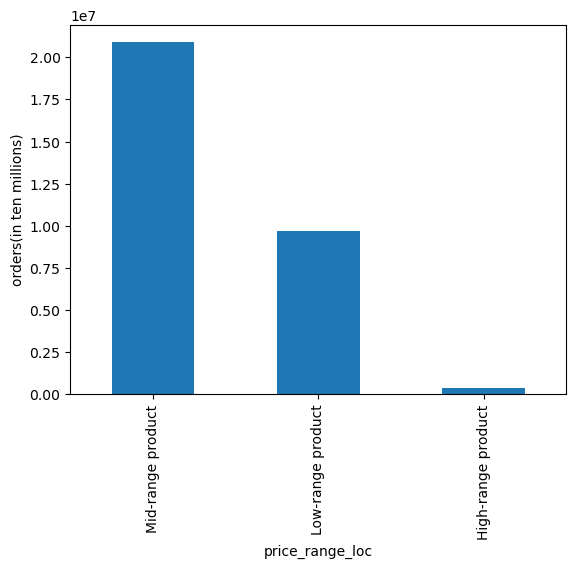 1e7
2.00
1.75
1.50
1.25
1.00
0.75
0.50
0.25
0.00
orders(in ten millions)
Mid-range product
Low-range product
High-range product
price_range_loc